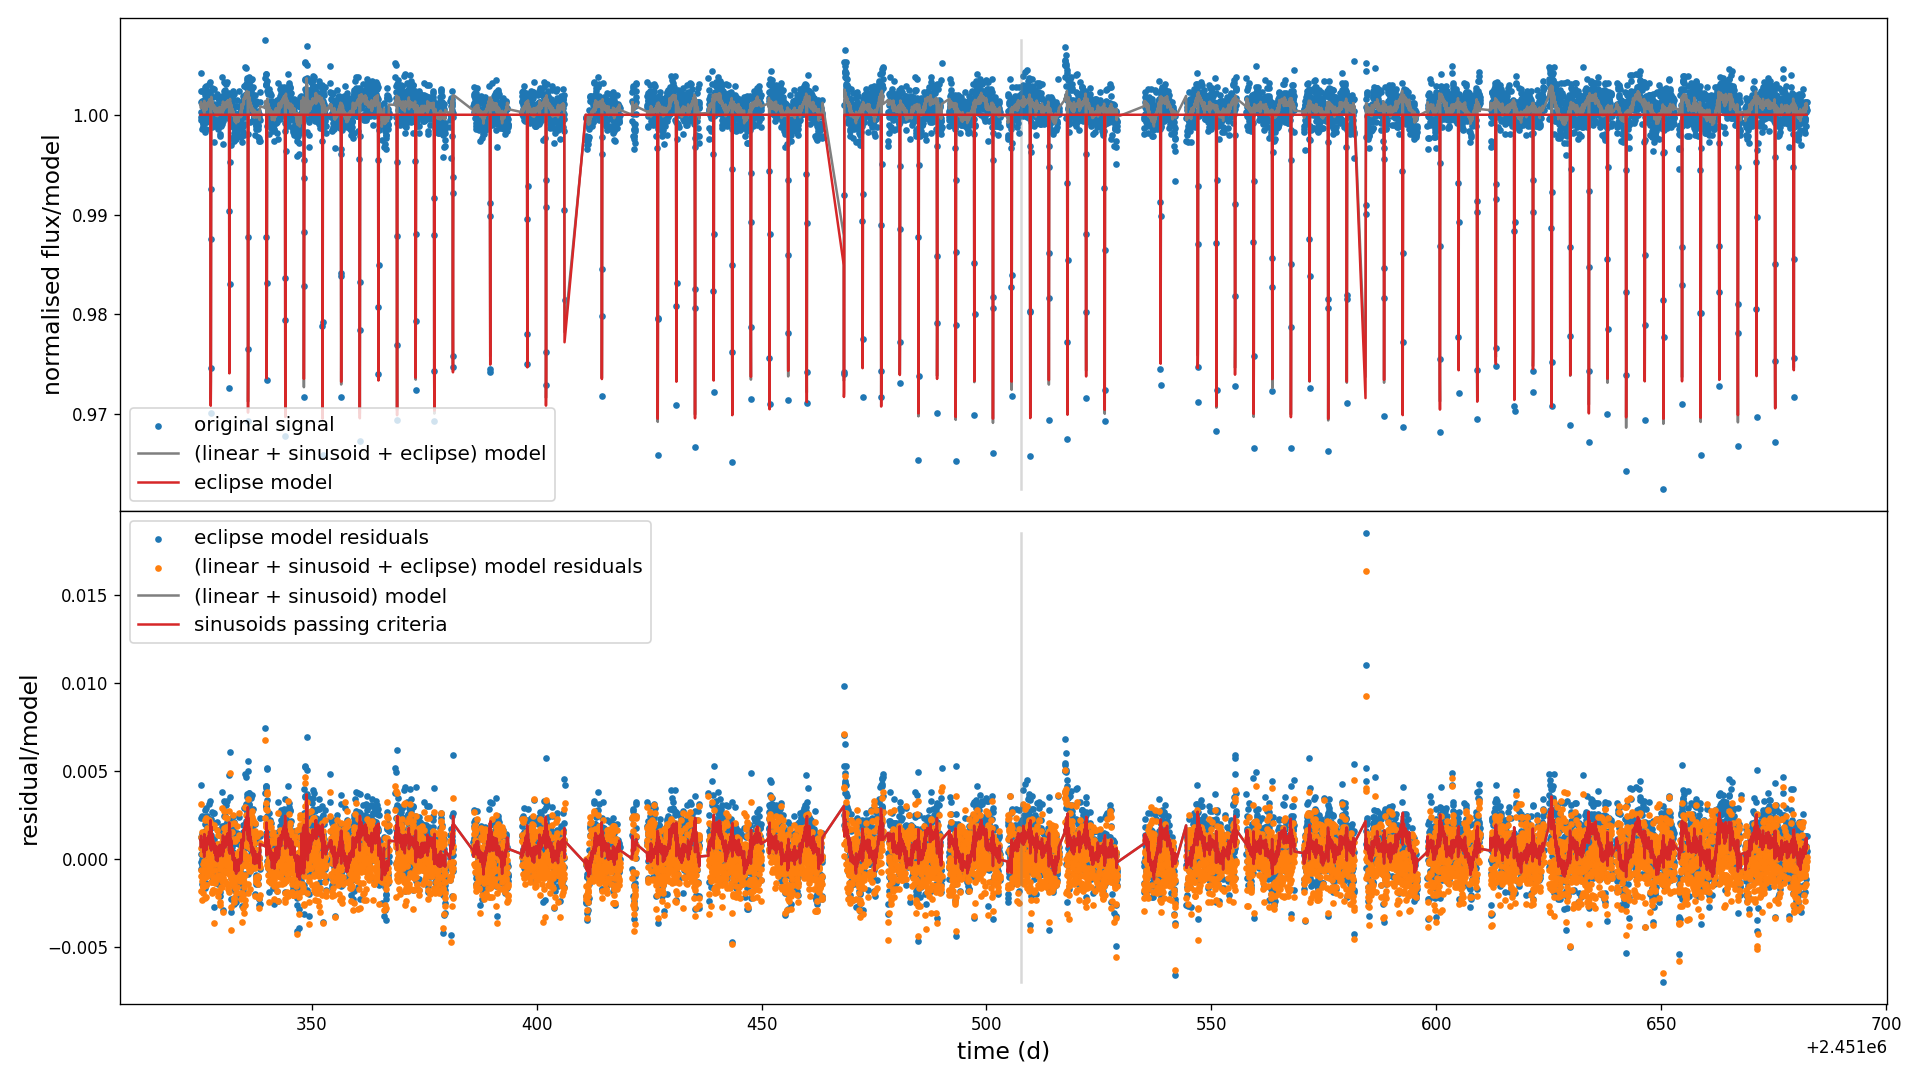 normalised flux/model
1.00
0.99
0.98
0.97
original signal
(linear + sinusoid + eclipse) model
eclipse model
residual/model
0.015
0.010
0.005
0.000
−0.005
eclipse model residuals
(linear + sinusoid + eclipse) model residuals
(linear + sinusoid) model
sinusoids passing criteria
350 400 450 500 550 600 650 700
+2.451e6
time (d)